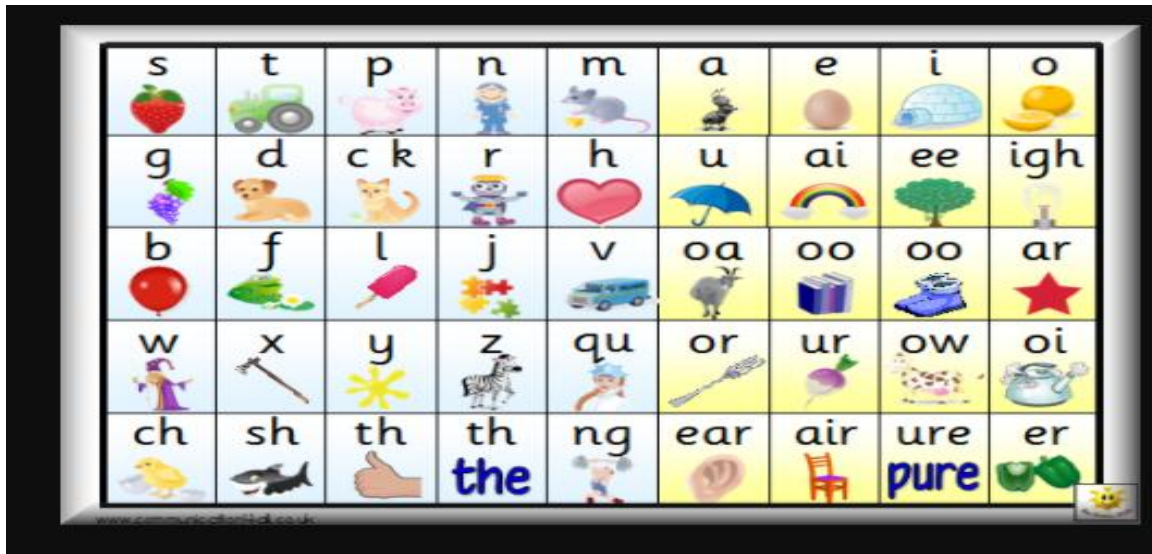 s t p n m a e i o
g d c k r h u ai ee igh
b f l j v oa oo oo ar
w x y z qu or ur ow oi
ch sh th th ng ear air ure er
the pure